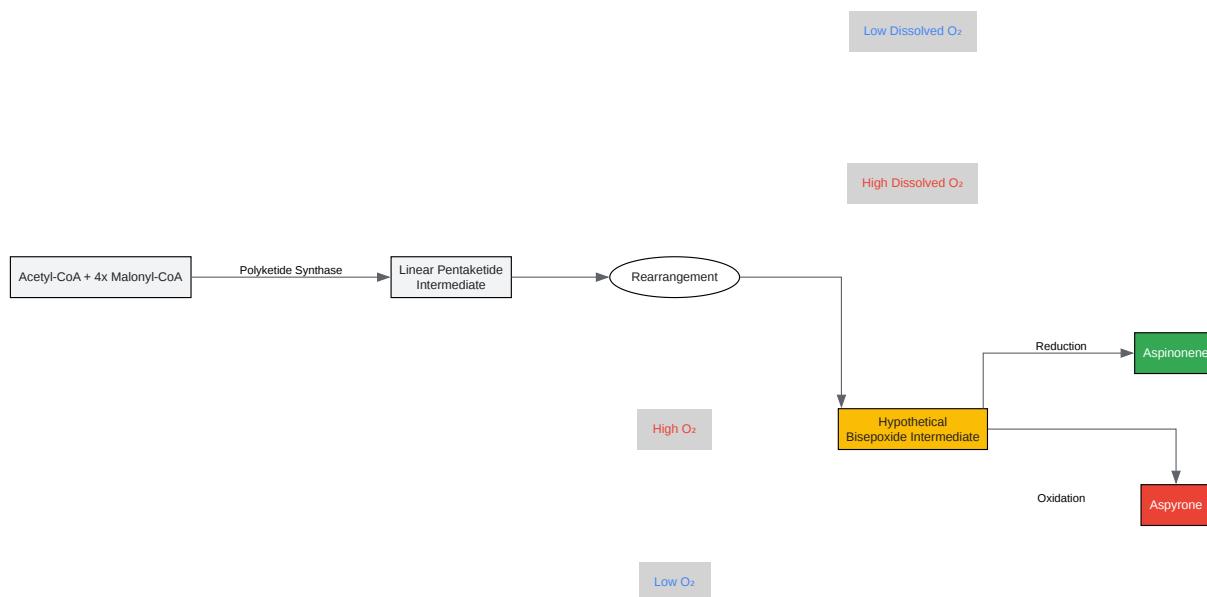 Low Dissolved O₂
High Dissolved O₂
Acetyl-CoA + 4x Malonyl-CoA
Polyketide Synthase
Linear Pentaketide
Intermediate
Rearrangement
Reduction
Aspinonene
High O₂
Hypothetical
Bisepoxide Intermediate
Oxidation
Aspyrone
Low O₂